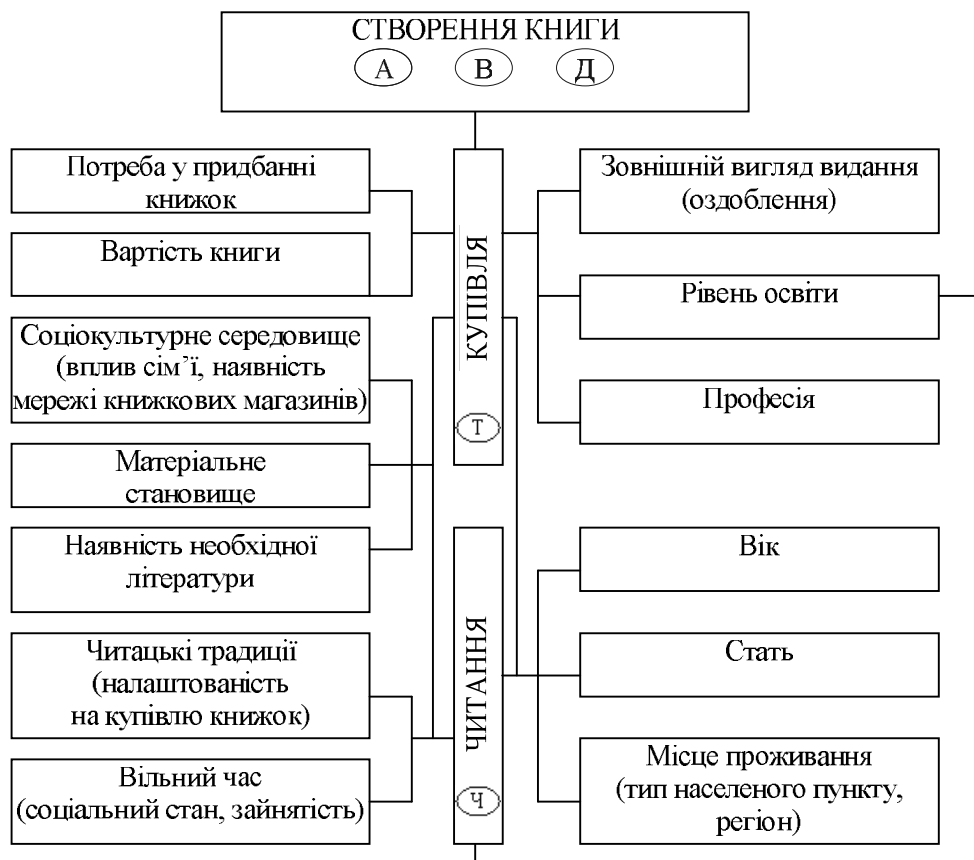 СТВОРЕННЯ КНИГИ
А В Д
Потреба у придбанні
книжок
Вартість книги
Соціокультурне середовище
(вплив сім’ї, наявність
мережі книжкових магазинів)
Матеріальне
становище
Наявність необхідної
літератури
Читацькі традиції
(налаштованість
на купівлю книжок)
Вільний час
(соціальний стан, зайнятість)
КУПІВЛЯ
Т
ЧИТАННЯ
Ч
Зовнішній вигляд видання
(оздоблення)
Рівень освіти
Професія
Вік
Стать
Місце проживання
(тип населеного пункту,
регіон)